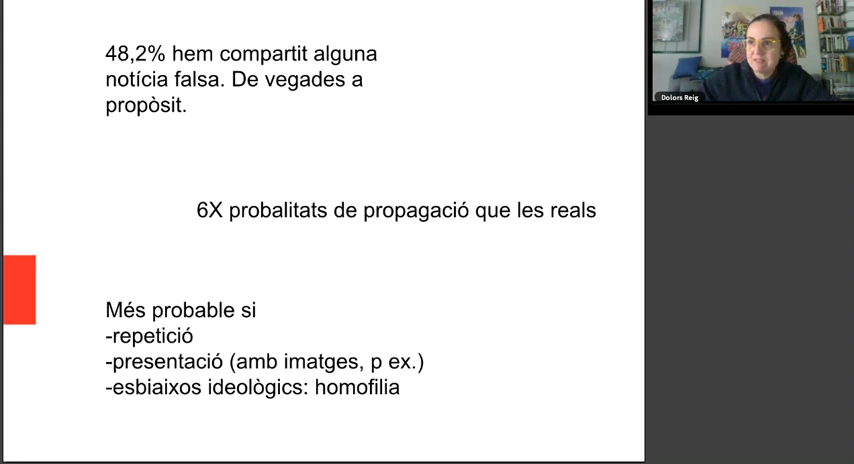 48,2% hem compartit alguna
notícia falsa. De vegades a
propòsit.
6X probalitats de propagació que les reals
Més probable si
-repetició
-presentació (amb imatges, p ex.)
-esbiaixos ideològics: homofilia
Dolors Reig